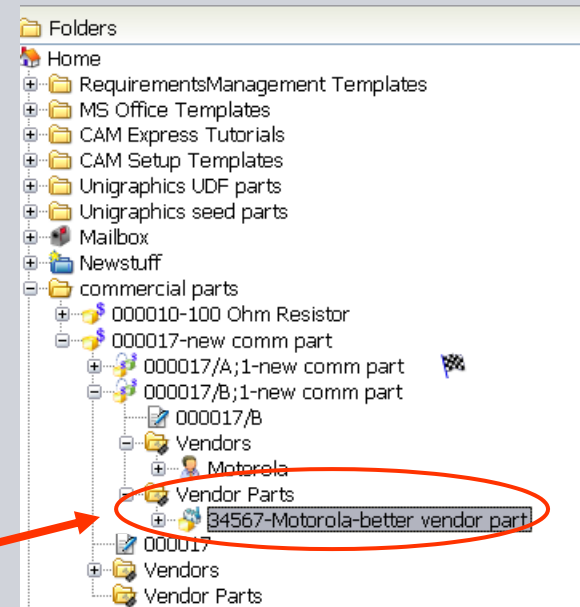 Folders
Home
RequirementsManagement Templates
MS Office Templates
CAM Express Tutorials
CAM Setup Templates
Unigraphics UDF parts
Unigraphics seed parts
Mailbox
Newstuff
commercial parts
000010-100 Ohm Resistor
000017-new comm part
000017/A;1-new comm part
000017/B;1-new comm part
000017/B
Vendors
Motorola
Vendor Parts
34567-Motorola-better vendor part
000017
Vendors
Vendor Parts